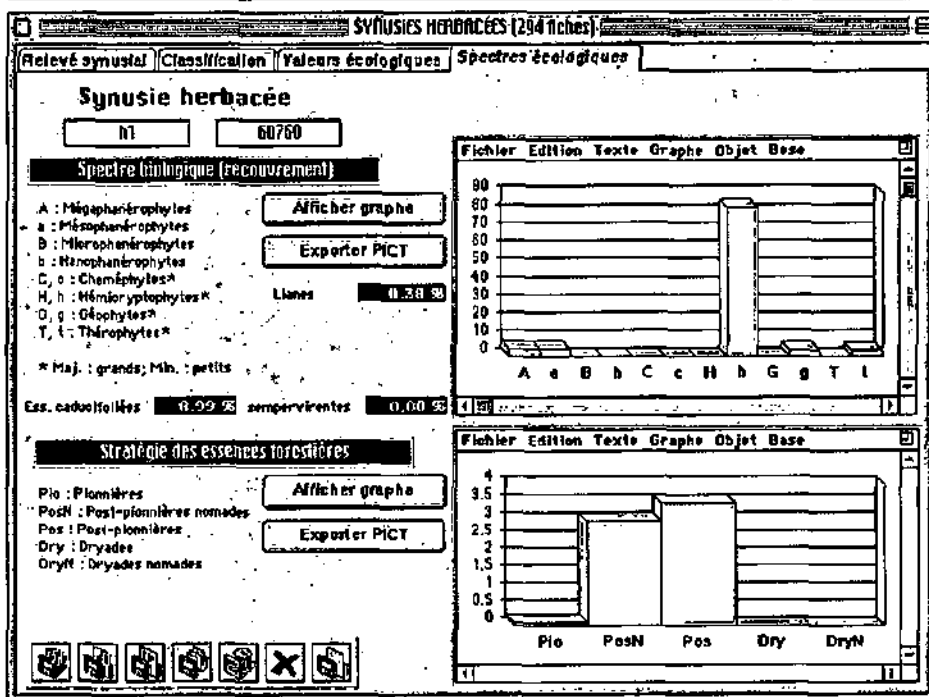 SYNUSIES HERBACÉES (294 fiches)
Relevé synusial Classification Valeurs écologiques Spectres écologiques
Synusie herbacée
h1 60760
Spectre biologique (recouvrement)
A : Mégaphanérophytes
a : Mésophanérophytes
B : Microphanérophytes
b : Nanophanérophytes
C, c : Chaméphytes*
H, h : Hémicryptophytes*
G, g : Géophytes*
T, t : Thérophytes*
* Maj. : grands; Min. : petits
Afficher graphe
Exporter PICT
Lianes 0.38 %
Ess. caducifoliées 8.99 % sempervirentes 0.00 %
Fichier Edition Texte Graphe Objet Base
90
80
70
60
50
40
30
20
10
0
A a B b C c H h G g T t
Stratégie des essences forestières
Pio : Pionnières
PosN : Post-pionnières nomades
Pos : Post-pionnières
Dry : Dryades
DryN : Dryades nomades
Afficher graphe
Exporter PICT
Fichier Edition Texte Graphe Objet Base
4
3.5
3
2.5
2
1.5
1
0.5
0
Pio PosN Pos Dry DryN